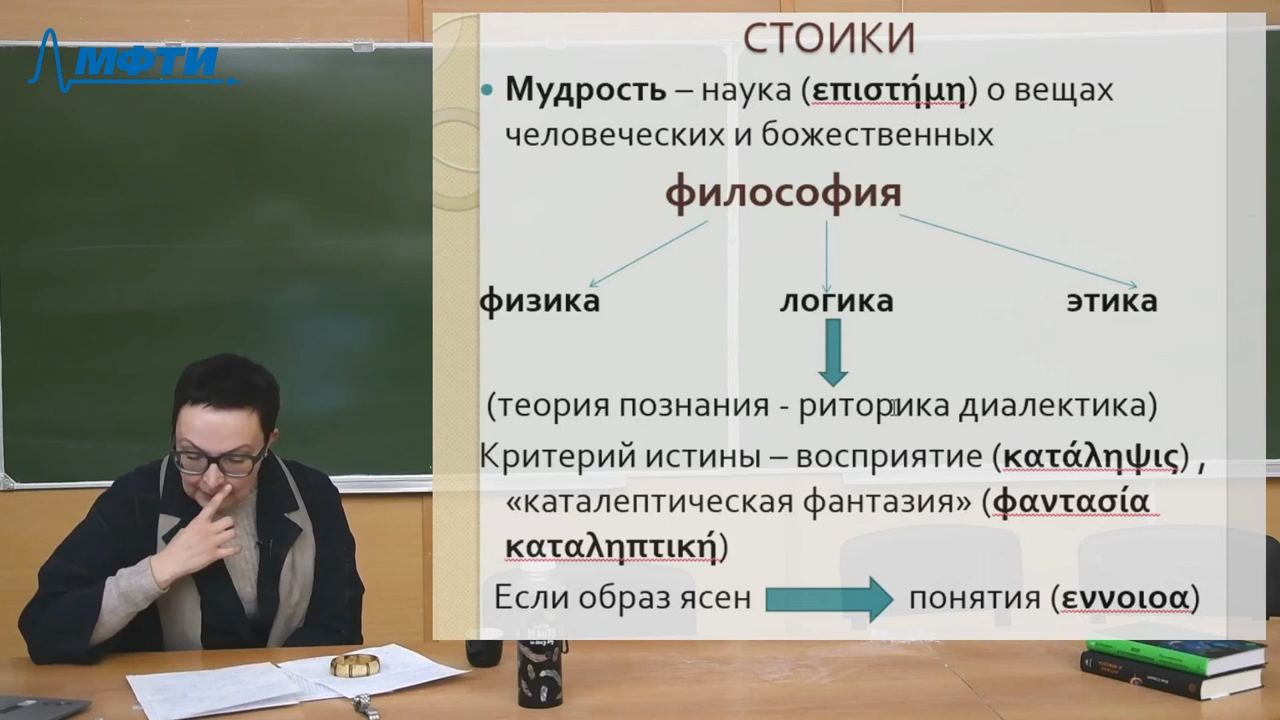 МФТИ
СТОИКИ
• Мудрость – наука (επιστήμη) о вещах
человеческих и божественных
философия
физика логика этика
(теория познания - риторика диалектика)
Критерий истины – восприятие (κατάληψις) ,
«каталептическая фантазия» (φαντασία
καταληπτική)
Если образ ясен понятия (εννοιοα)